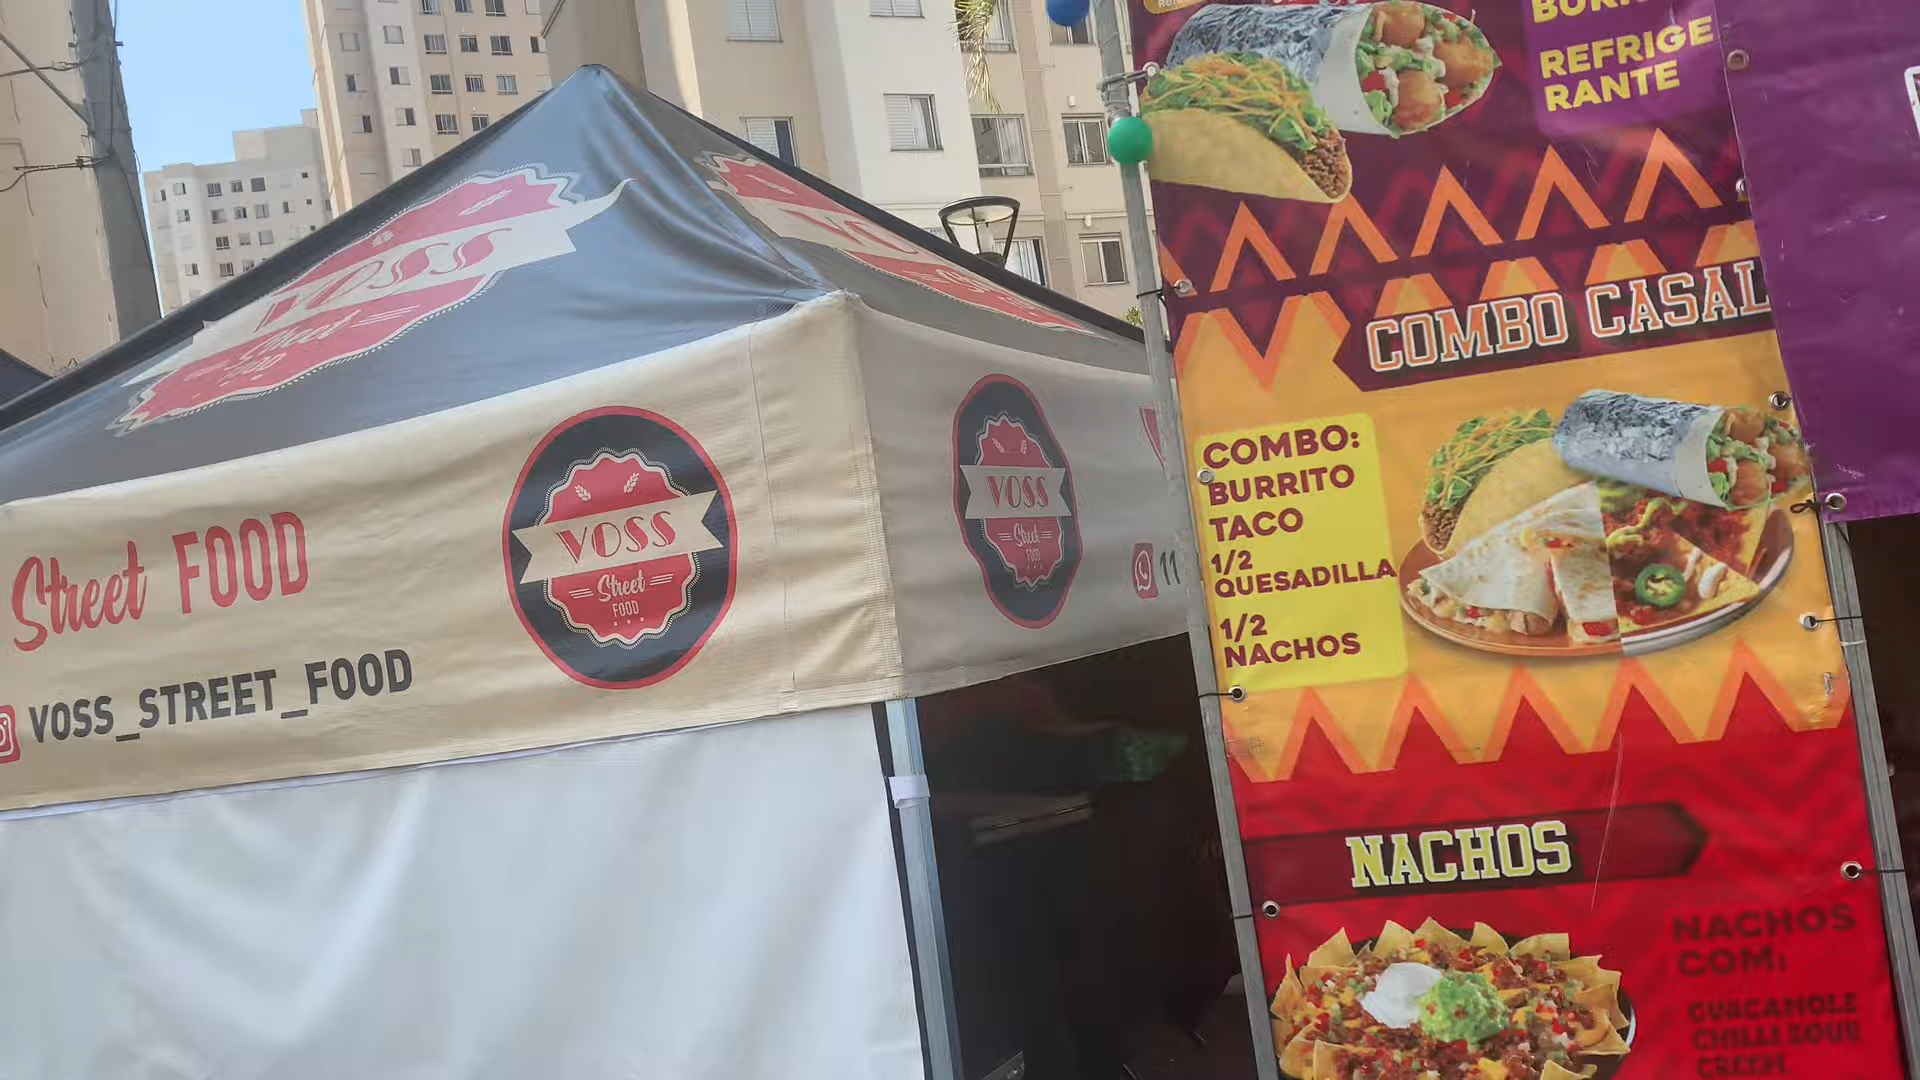 VOSS
Street
FOOD
VOSS
Street FOOD
VOSS_STREET_FOOD
VOSS
Street
FOOD
VOSS
Street
FOOD
11
REFRIGE
RANTE
COMBO CASAL
COMBO:
BURRITO
TACO
1/2
QUESADILLA
1/2
NACHOS
NACHOS
NACHOS
COM:
GUACAMOLE
CHILLI SOUR
CREEM.